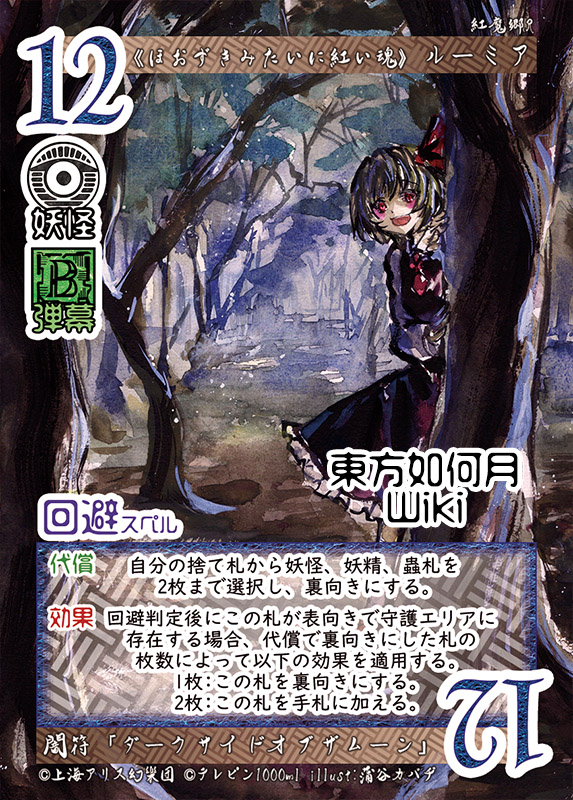 紅魔郷R
12
《ほおずきみたいに紅い魂》 ルーミア
妖怪
B
弾幕
東方如何月
Wiki
回避スペル
代償 自分の捨て札から妖怪、妖精、蟲札を
2枚まで選択し、裏向きにする。
効果 回避判定後にこの札が表向きで守護エリアに
存在する場合、代償で裏向きにした札の
枚数によって以下の効果を適用する。
1枚:この札を裏向きにする。
2枚:この札を手札に加える。
12
闇符「ダークサイドオブザムーン」
©上海アリス幻樂団 ©テレピン1000ml illust:蒲谷カバヂ